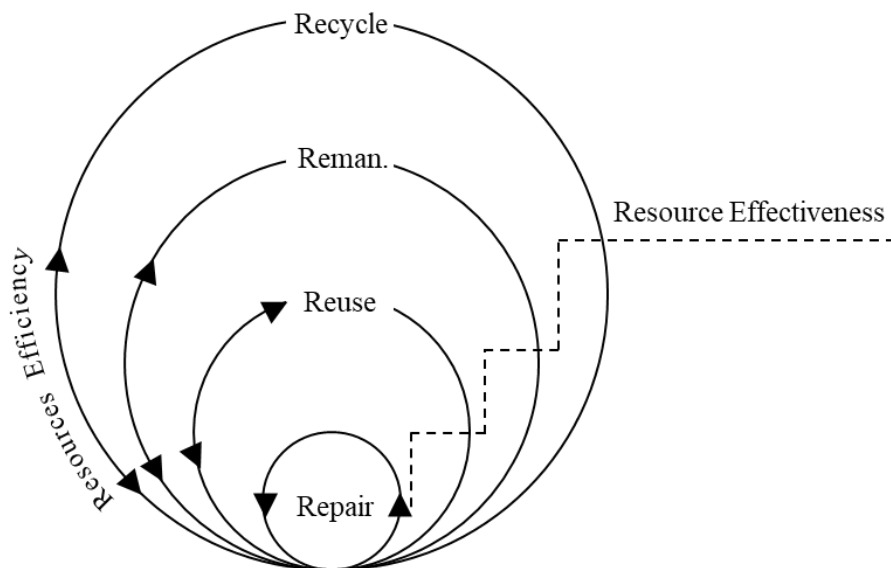 Recycle
Reman.
Resource Effectiveness
Resources Efficiency
Reuse
Repair